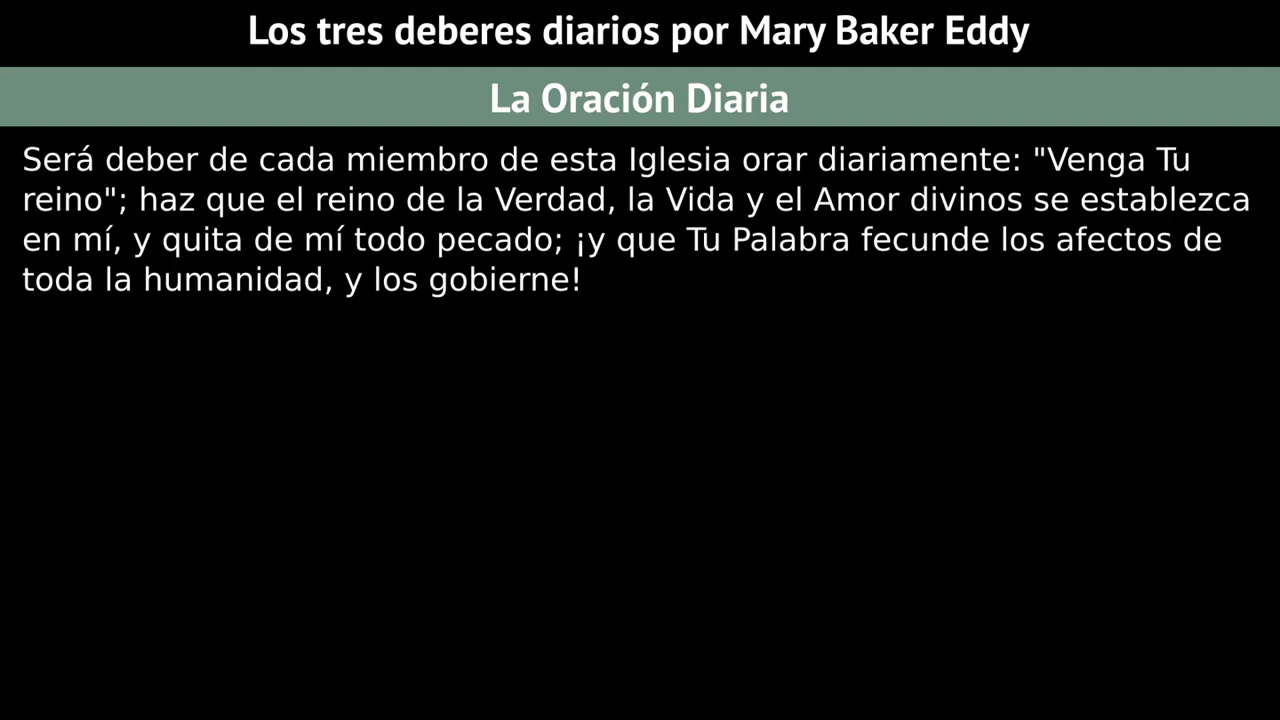 Los tres deberes diarios por Mary Baker Eddy
La Oración Diaria
Será deber de cada miembro de esta Iglesia orar diariamente: "Venga Tu
reino"; haz que el reino de la Verdad, la Vida y el Amor divinos se establezca
en mí, y quita de mí todo pecado; ¡y que Tu Palabra fecunde los afectos de
toda la humanidad, y los gobierne!